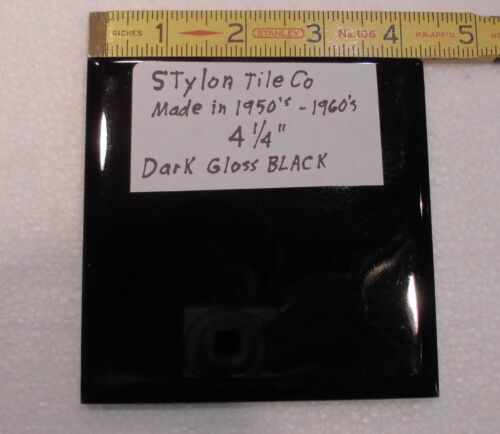 INCHES 1 2 STANLEY 3 No.106 4 P.N.APP'D. 5
STylon Tile Co
Made in 1950's - 1960's
4 1/4"
Dark Gloss BLACK